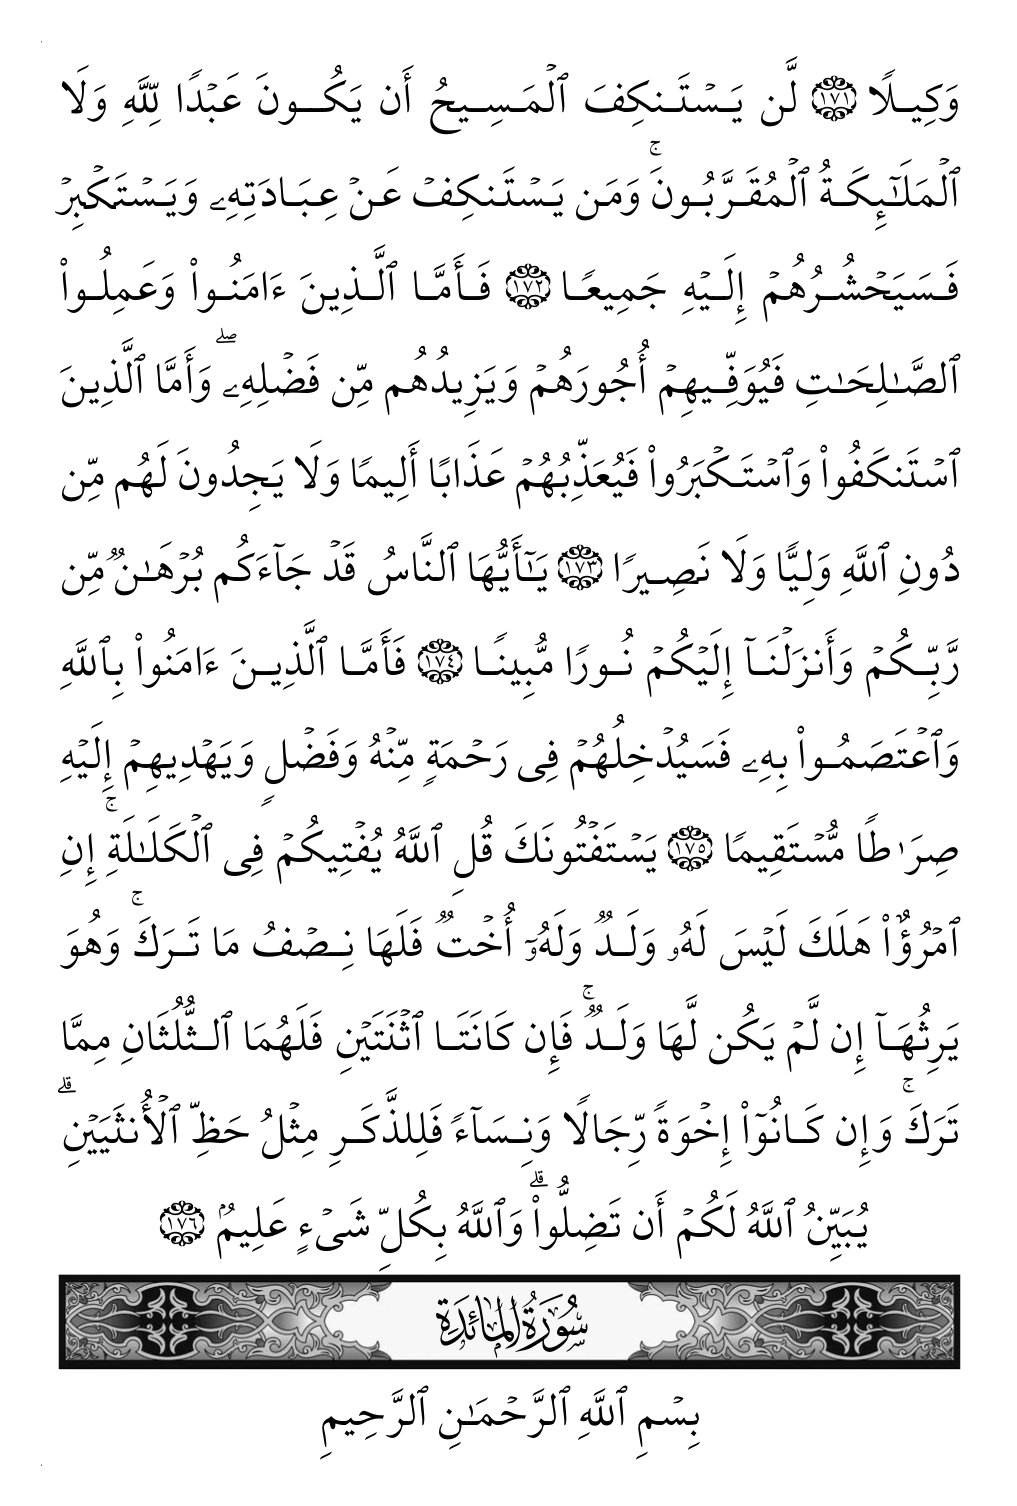 وَكِيلًا ١٧١ لَّن يَسۡتَنكِفَ ٱلۡمَسِيحُ أَن يَكُونَ عَبۡدًا لِّلَّهِ وَلَا
ٱلۡمَلَٰٓئِكَةُ ٱلۡمُقَرَّبُونَۚ وَمَن يَسۡتَنكِفۡ عَنۡ عِبَادَتِهِۦ وَيَسۡتَكۡبِرۡ
فَسَيَحۡشُرُهُمۡ إِلَيۡهِ جَمِيعًا ١٧٢ فَأَمَّا ٱلَّذِينَ ءَامَنُواْ وَعَمِلُواْ
ٱلصَّٰلِحَٰتِ فَيُوَفِّيهِمۡ أُجُورَهُمۡ وَيَزِيدُهُم مِّن فَضۡلِهِۦۖ وَأَمَّا ٱلَّذِينَ
ٱسۡتَنكَفُواْ وَٱسۡتَكۡبَرُواْ فَيُعَذِّبُهُمۡ عَذَابًا أَلِيمًا وَلَا يَجِدُونَ لَهُم مِّن
دُونِ ٱللَّهِ وَلِيًّا وَلَا نَصِيرًا ١٧٣ يَٰٓأَيُّهَا ٱلنَّاسُ قَدۡ جَآءَكُم بُرۡهَٰنٞ مِّن
رَّبِّكُمۡ وَأَنزَلۡنَآ إِلَيۡكُمۡ نُورًا مُّبِينًا ١٧٤ فَأَمَّا ٱلَّذِينَ ءَامَنُواْ بِٱللَّهِ
وَٱعۡتَصَمُواْ بِهِۦ فَسَيُدۡخِلُهُمۡ فِى رَحۡمَةٍ مِّنۡهُ وَفَضۡلٍ وَيَهۡدِيهِمۡ إِلَيۡهِ
صِرَٰطًا مُّسۡتَقِيمًا ١٧٥ يَسۡتَفۡتُونَكَ قُلِ ٱللَّهُ يُفۡتِيكُمۡ فِى ٱلۡكَلَٰلَةِۚ إِنِ
ٱمۡرُؤٌاْ هَلَكَ لَيۡسَ لَهُۥ وَلَدٞ وَلَهُۥٓ أُخۡتٞ فَلَهَا نِصۡفُ مَا تَرَكَۚ وَهُوَ
يَرِثُهَآ إِن لَّمۡ يَكُن لَّهَا وَلَدٞۚ فَإِن كَانَتَا ٱثۡنَتَيۡنِ فَلَهُمَا ٱلثُّلُثَانِ مِمَّا
تَرَكَۚ وَإِن كَانُوٓاْ إِخۡوَةً رِّجَالًا وَنِسَآءً فَلِلذَّكَرِ مِثۡلُ حَظِّ ٱلۡأُنثَيَيۡنِۗ
يُبَيِّنُ ٱللَّهُ لَكُمۡ أَن تَضِلُّواْۗ وَٱللَّهُ بِكُلِّ شَىۡءٍ عَلِيمُۢ ١٧٦
سُورَةُ المَائِدَةِ
بِسۡمِ ٱللَّهِ ٱلرَّحۡمَٰنِ ٱلرَّحِيمِ